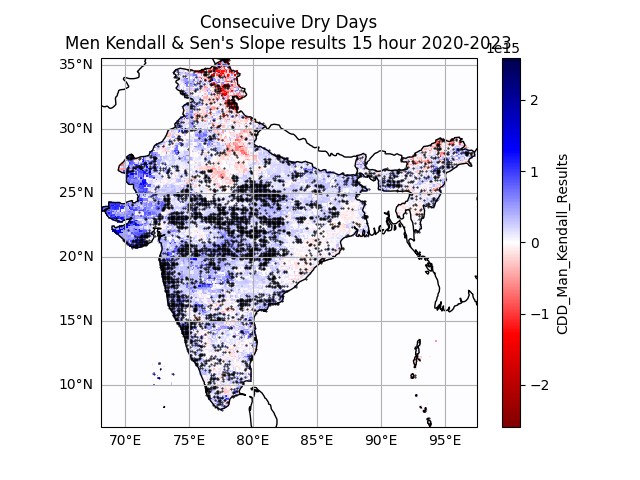 Consecuive Dry Days
Men Kendall & Sen's Slope results 15 hour 2020-2023
1e15
35°N
30°N
25°N
20°N
15°N
10°N
70°E
75°E
80°E
85°E
90°E
95°E
2
1
0
−1
−2
CDD_Man_Kendall_Results